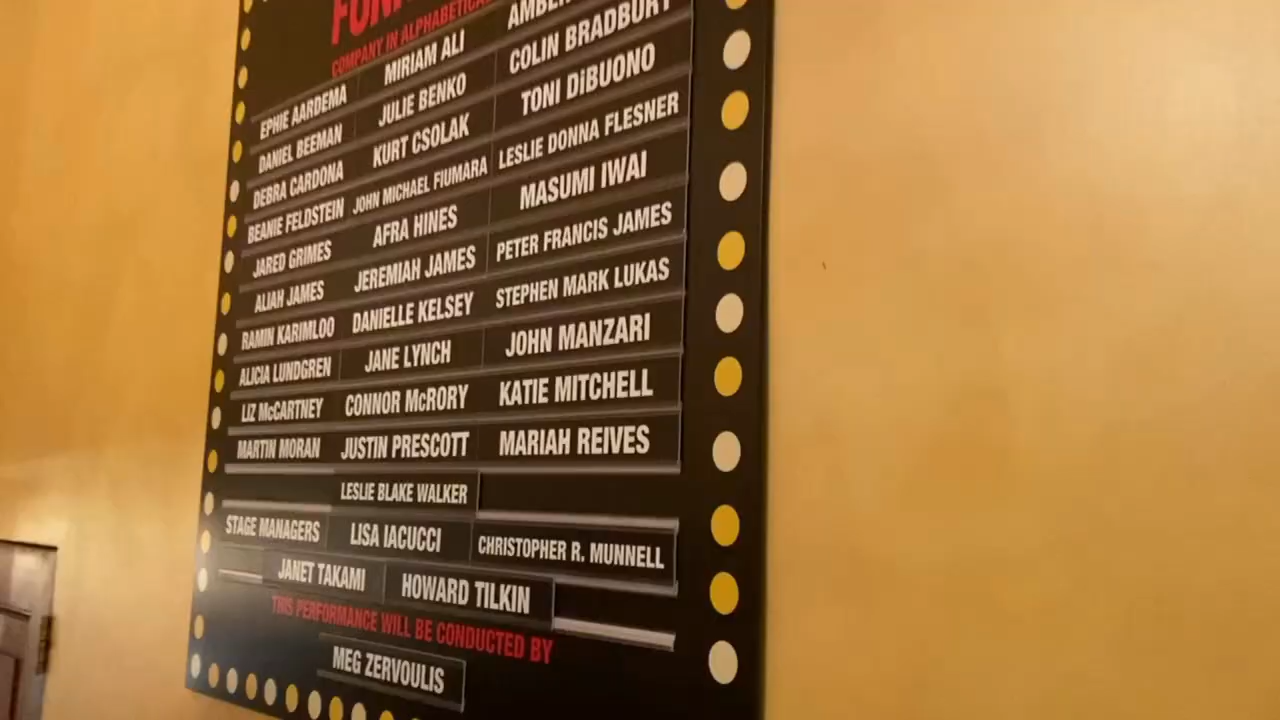 COMPANY IN ALPHABETICAL
EPHIE AARDEMA MIRIAM ALI AMBER
DANIEL BEEMAN JULIE BENKO COLIN BRADBURY
DEBRA CARDONA KURT CSOLAK TONI DiBUONO
BEANIE FELDSTEIN JOHN MICHAEL FIUMARA LESLIE DONNA FLESNER
JARED GRIMES AFRA HINES MASUMI IWAI
ALIAH JAMES JEREMIAH JAMES PETER FRANCIS JAMES
RAMIN KARIMLOO DANIELLE KELSEY STEPHEN MARK LUKAS
ALICIA LUNDGREN JANE LYNCH JOHN MANZARI
LIZ McCARTNEY CONNOR McRORY KATIE MITCHELL
MARTIN MORAN JUSTIN PRESCOTT MARIAH REIVES
LESLIE BLAKE WALKER
STAGE MANAGERS LISA IACUCCI CHRISTOPHER R. MUNNELL
JANET TAKAMI HOWARD TILKIN
THIS PERFORMANCE WILL BE CONDUCTED BY
MEG ZERVOULIS